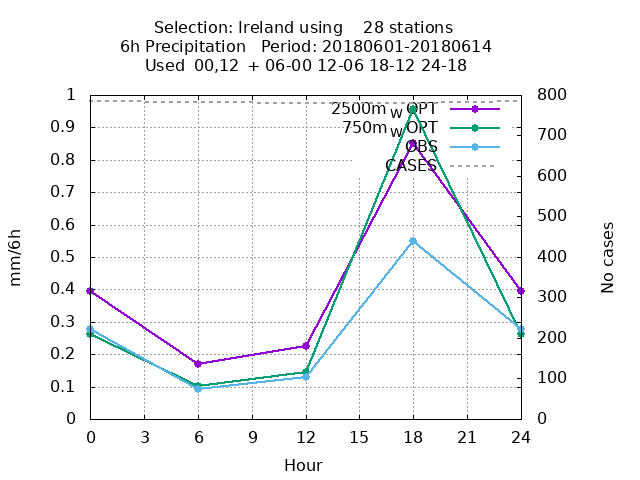 Selection: Ireland using 28 stations
6h Precipitation Period: 20180601-20180614
Used 00,12 + 06-00 12-06 18-12 24-18
1
0.9
0.8
0.7
0.6
0.5
0.4
0.3
0.2
0.1
0
800
700
600
500
400
300
200
100
0
2500m W OPT
750m W OPT
OBS
CASES
mm/6h
No cases
0 3 6 9 12 15 18 21 24
Hour